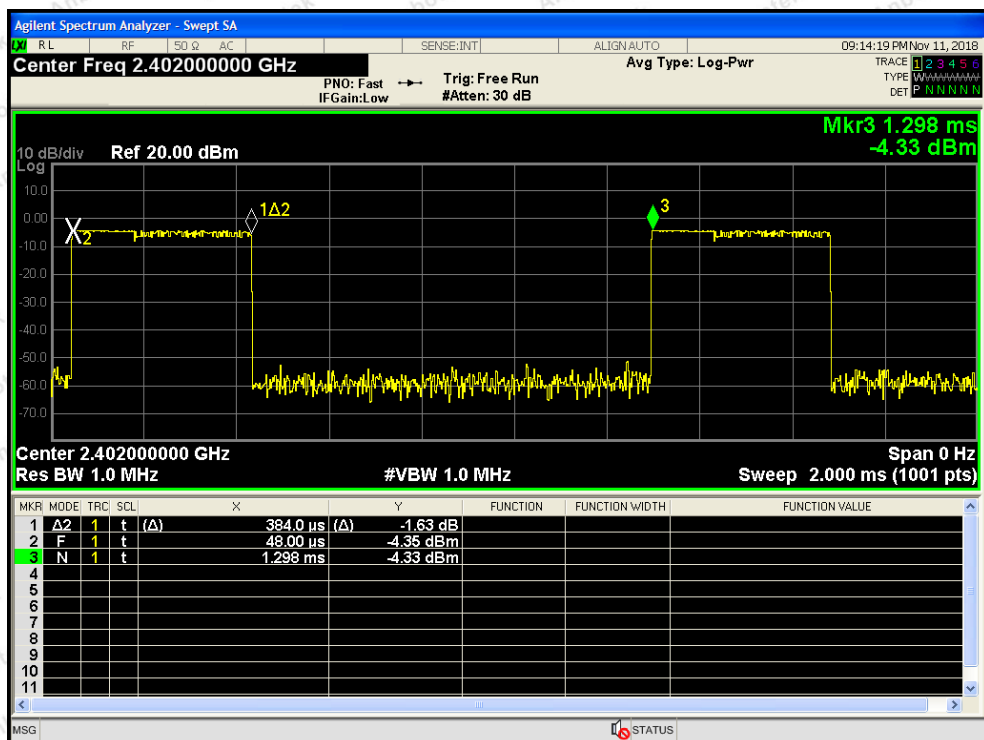 Agilent Spectrum Analyzer - Swept SA
LXI RL RF 50 Ω AC SENSE:INT ALIGNAUTO 09:14:19 PM Nov 11, 2018
Center Freq 2.402000000 GHz Avg Type: Log-Pwr TRACE 1 2 3 4 5 6
PNO: Fast Trig: Free Run TYPE
IFGain:Low #Atten: 30 dB DET P N N N N N
Mkr3 1.298 ms
10 dB/div Ref 20.00 dBm -4.33 dBm
Log
10.0
0.00
-10.0
-20.0
-30.0
-40.0
-50.0
-60.0
-70.0
X2
1Δ2
3
Center 2.402000000 GHz Span 0 Hz
Res BW 1.0 MHz #VBW 1.0 MHz Sweep 2.000 ms (1001 pts)
MKR MODE TRC SCL X Y FUNCTION FUNCTION WIDTH FUNCTION VALUE
1 Δ2 1 t (Δ) 384.0 µs (Δ) -1.63 dB
2 F 1 t 48.00 µs -4.35 dBm
3 N 1 t 1.298 ms -4.33 dBm
4
5
6
7
8
9
10
11
MSG STATUS